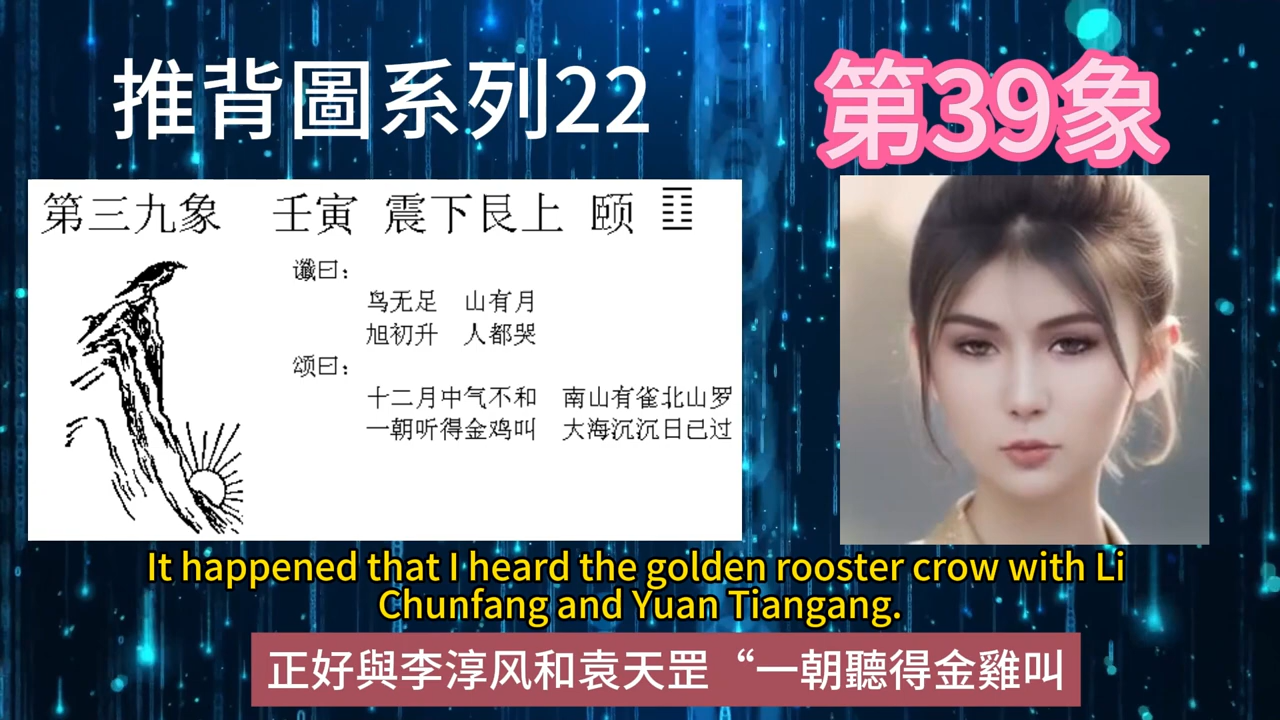 推背圖系列22
第39象
第三九象 壬寅 震下艮上 颐 ䷚
谶曰：
鸟无足 山有月
旭初升 人都哭
颂曰：
十二月中气不和 南山有雀北山罗
一朝听得金鸡叫 大海沉沉日己过
It happened that I heard the golden rooster crow with Li
Chunfang and Yuan Tiangang.
正好與李淳风和袁天罡“一朝聽得金雞叫